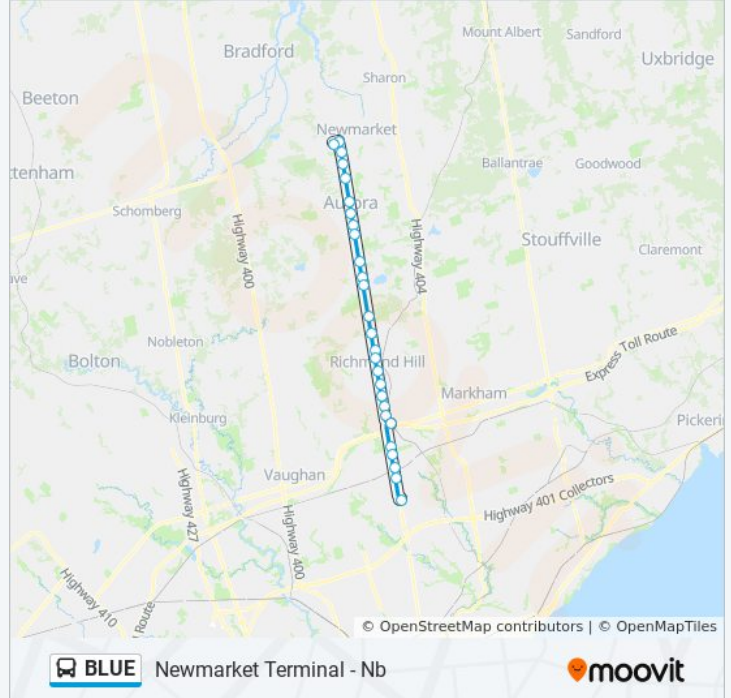 Mount Albert
Sandford
Bradford
Uxbridge
Sharon
Beeton
Newmarket
Ballantrae
Goodwood
ttenham
Aurora
Schomberg
Highway 400
Highway 404
Stouffville
Claremont
ave
Nobleton
Express Toll Route
Bolton
Richmond Hill
Markham
Kleinburg
Pickerin
Vaughan
Highway 427
Highway 401 Collectors
Highway 400
Highway 410
Route
© OpenStreetMap contributors | © OpenMapTiles
BLUE Newmarket Terminal - Nb
moovit